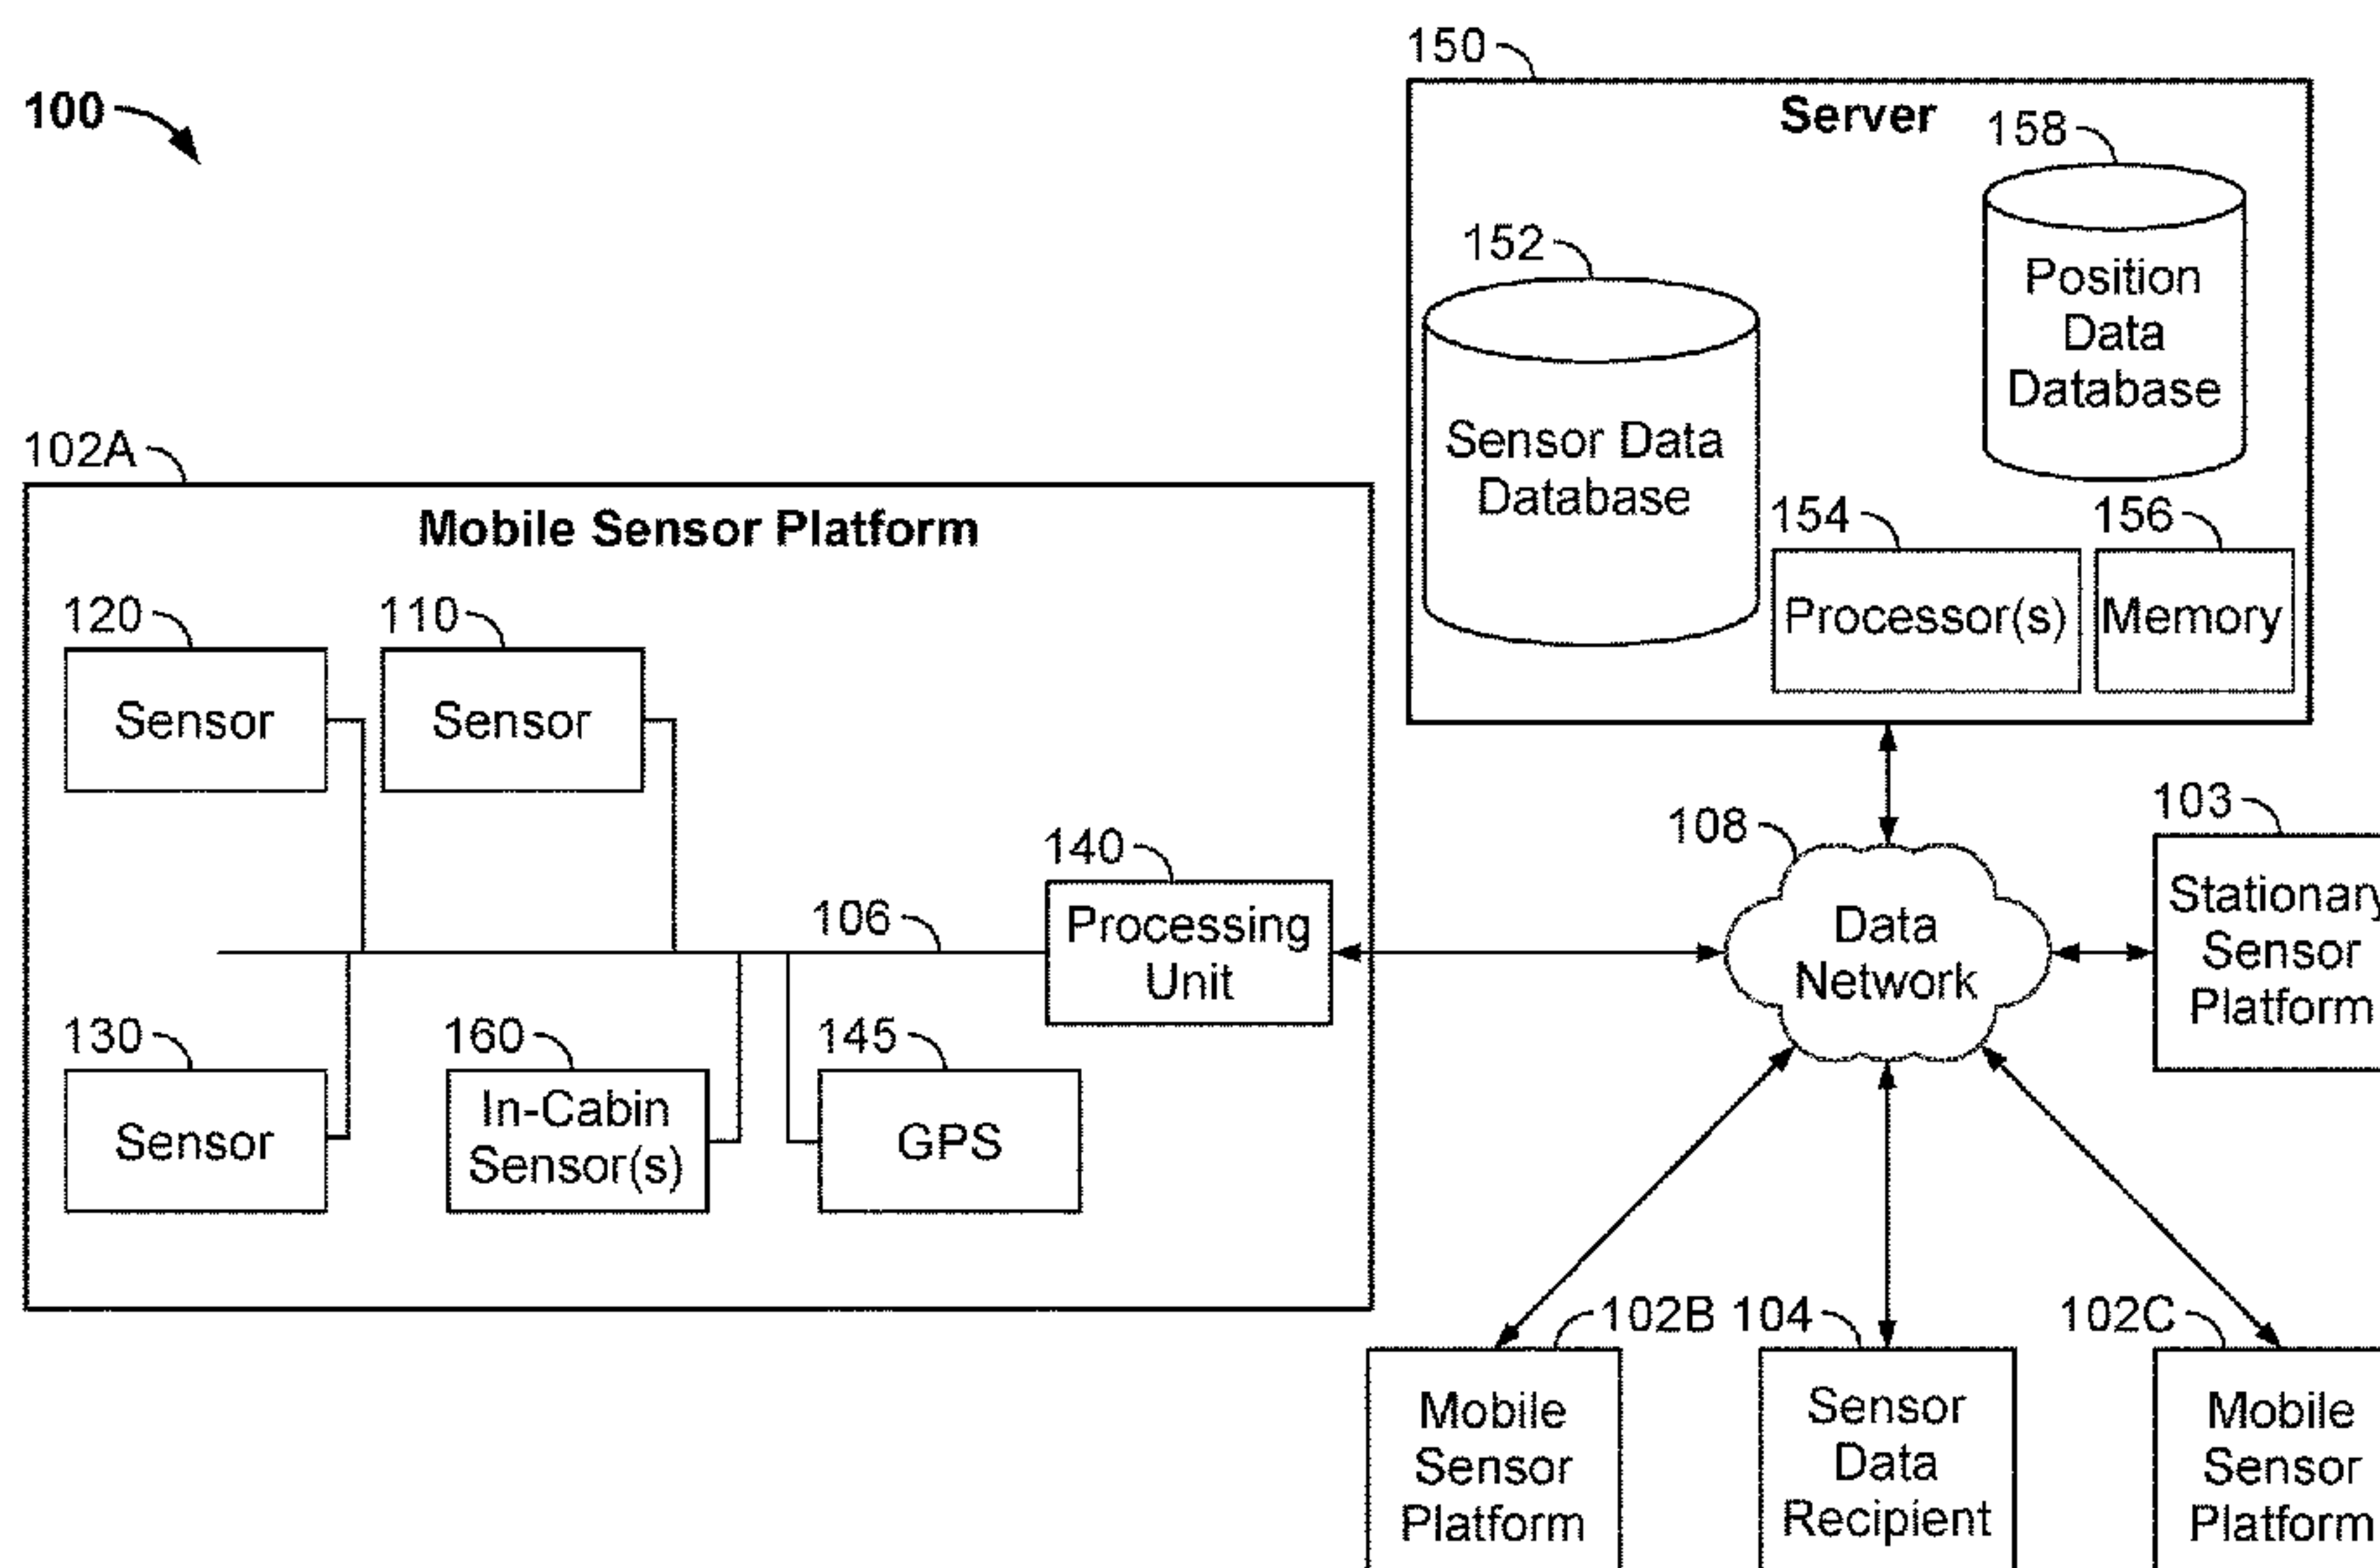 100
150
Server
158
Position
Data
Database
152
Sensor Data
Database
154
Processor(s)
156
Memory
102A
Mobile Sensor Platform
120
Sensor
110
Sensor
140
Processing
Unit
106
130
Sensor
160
In-Cabin
Sensor(s)
145
GPS
108
Data
Network
103
Stationary
Sensor
Platform
102B
Mobile
Sensor
Platform
104
Sensor
Data
Recipient
102C
Mobile
Sensor
Platform